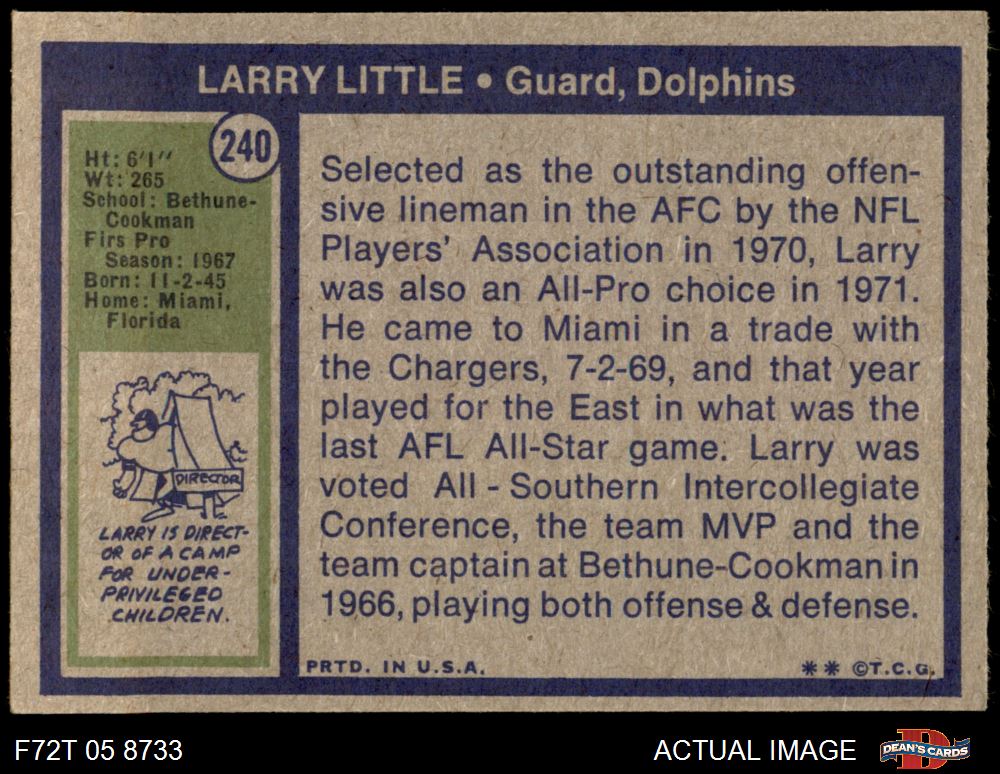 LARRY LITTLE • Guard, Dolphins
240
Ht: 6'1"
Wt: 265
School: Bethune-
Cookman
Firs Pro
Season: 1967
Born: 11-2-45
Home: Miami,
Florida
DIRECTOR
LARRY IS DIRECT-
OR OF A CAMP
FOR UNDER-
PRIVILEGED
CHILDREN.
Selected as the outstanding offen-
sive lineman in the AFC by the NFL
Players' Association in 1970, Larry
was also an All-Pro choice in 1971.
He came to Miami in a trade with
the Chargers, 7-2-69, and that year
played for the East in what was the
last AFL All-Star game. Larry was
voted All - Southern Intercollegiate
Conference, the team MVP and the
team captain at Bethune-Cookman in
1966, playing both offense & defense.
PRTD. IN U.S.A.
** ©T.C.G.
F72T 05 8733
ACTUAL IMAGE
DEAN'S CARDS